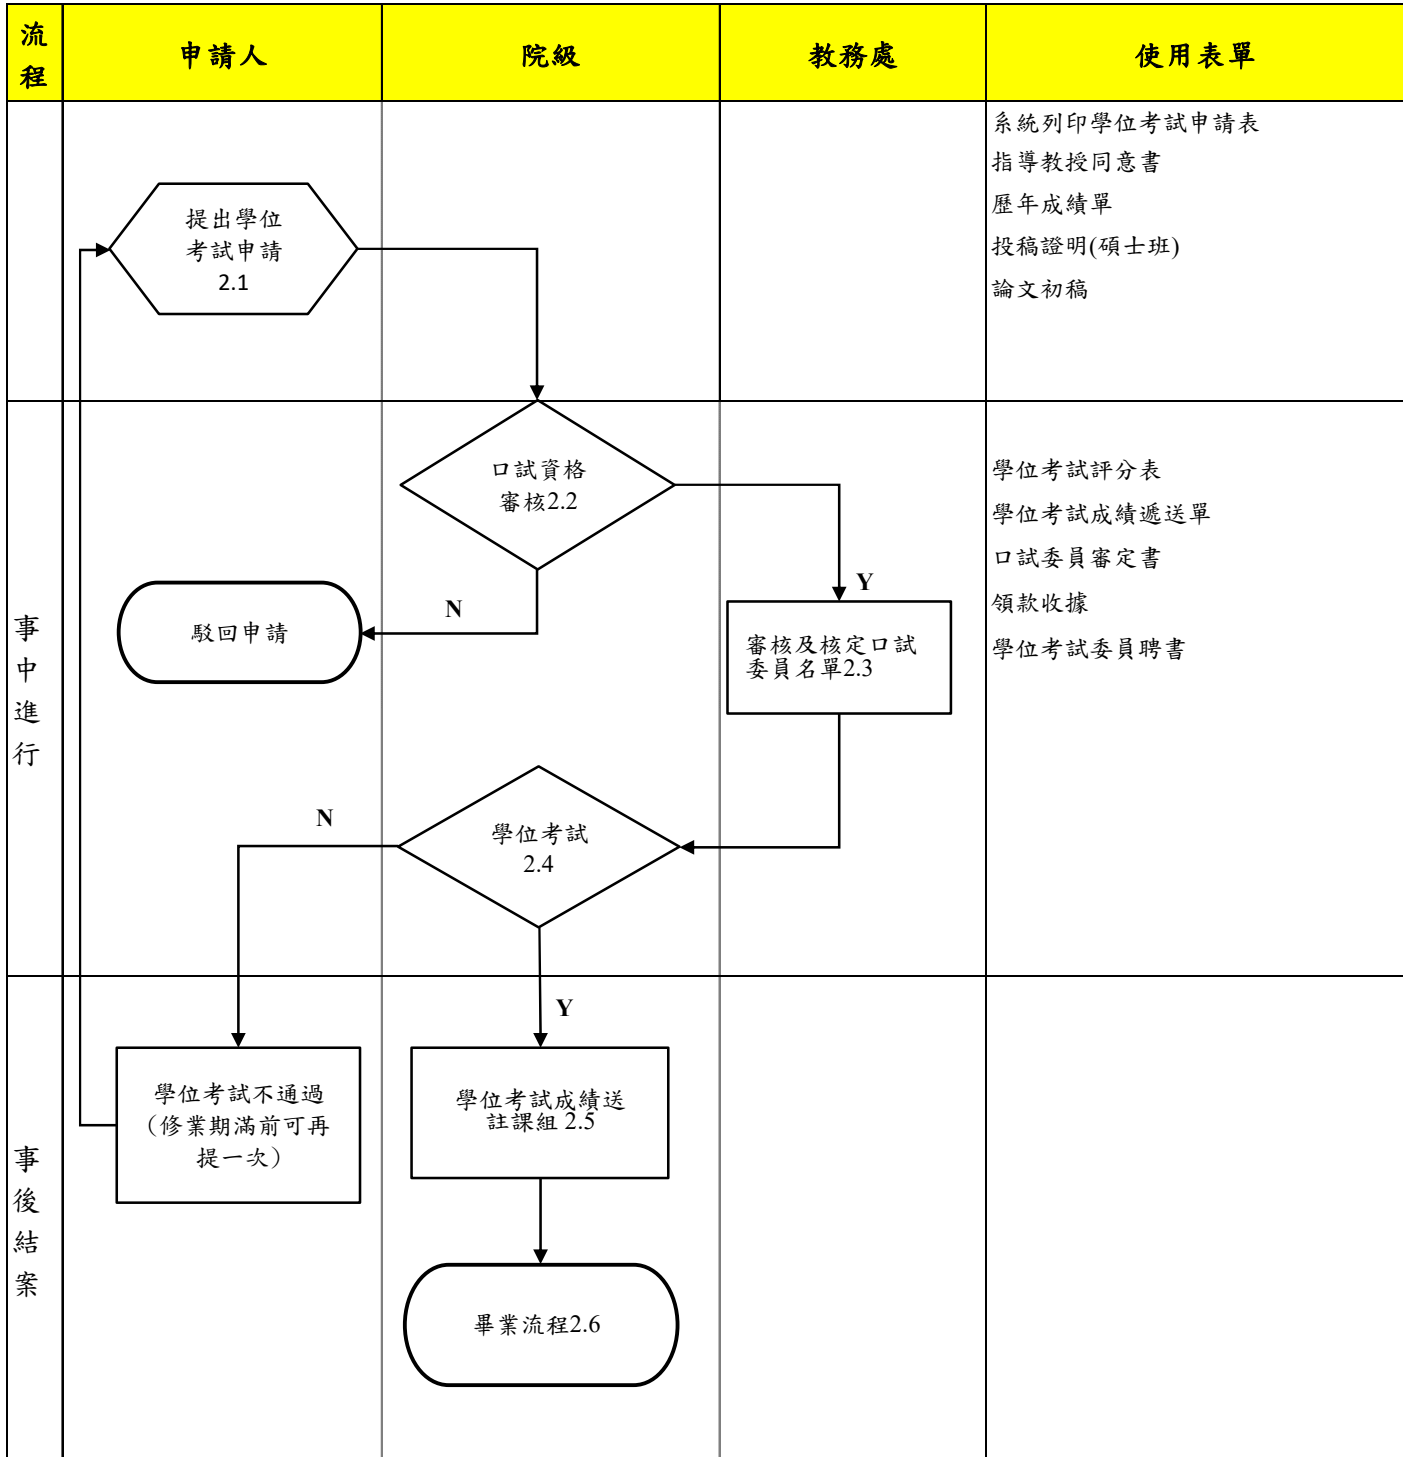 流
程
申請人
院級
教務處
使用表單
系統列印學位考試申請表
指導教授同意書
歷年成績單
投稿證明(碩士班)
論文初稿
提出學位
考試申請
2.1
事
中
進
行
口試資格
審核2.2
Y
N
駁回申請
審核及核定口試
委員名單2.3
學位考試
2.4
N
學位考試評分表
學位考試成績遞送單
口試委員審定書
領款收據
學位考試委員聘書
事
後
結
案
Y
學位考試不通過
（修業期滿前可再
提一次）
學位考試成績送
註課組 2.5
畢業流程2.6